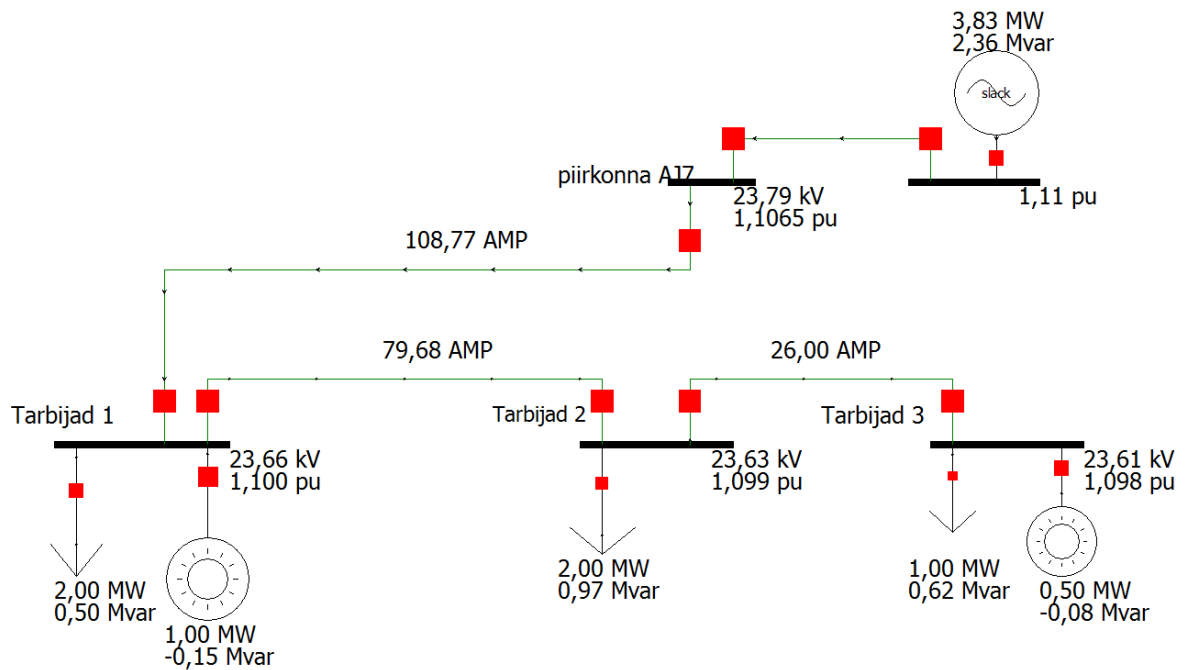 3,83 MW
2,36 Mvar
slack
piirkonna AJ7
23,79 kV
1,1065 pu
1,11 pu
108,77 AMP
79,68 AMP
26,00 AMP
Tarbijad 1
Tarbijad 2
Tarbijad 3
23,66 kV
1,100 pu
23,63 kV
1,099 pu
23,61 kV
1,098 pu
2,00 MW
0,50 Mvar
1,00 MW
-0,15 Mvar
2,00 MW
0,97 Mvar
1,00 MW
0,62 Mvar
0,50 MW
-0,08 Mvar